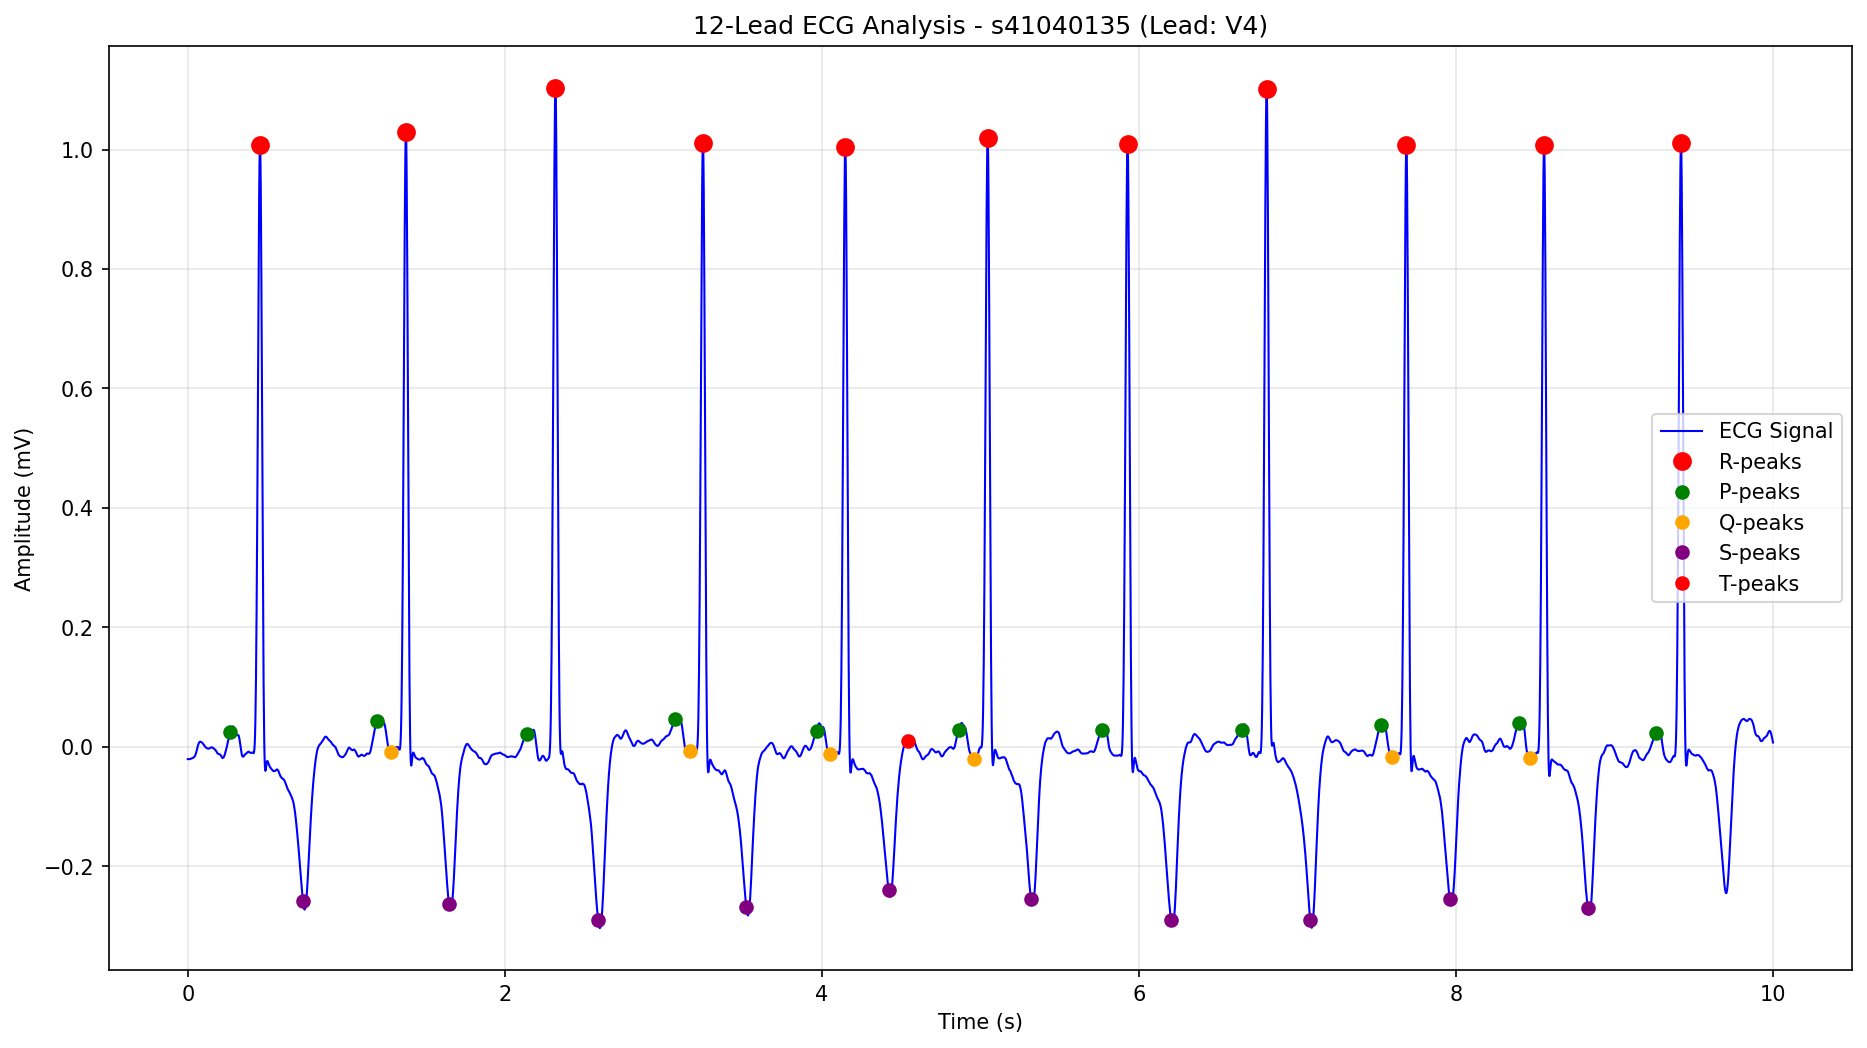 12-Lead ECG Analysis - s41040135 (Lead: V4)
Amplitude (mV)
1.0
0.8
0.6
0.4
0.2
0.0
−0.2
ECG Signal
R-peaks
P-peaks
Q-peaks
S-peaks
T-peaks
0 2 4 6 8 10
Time (s)